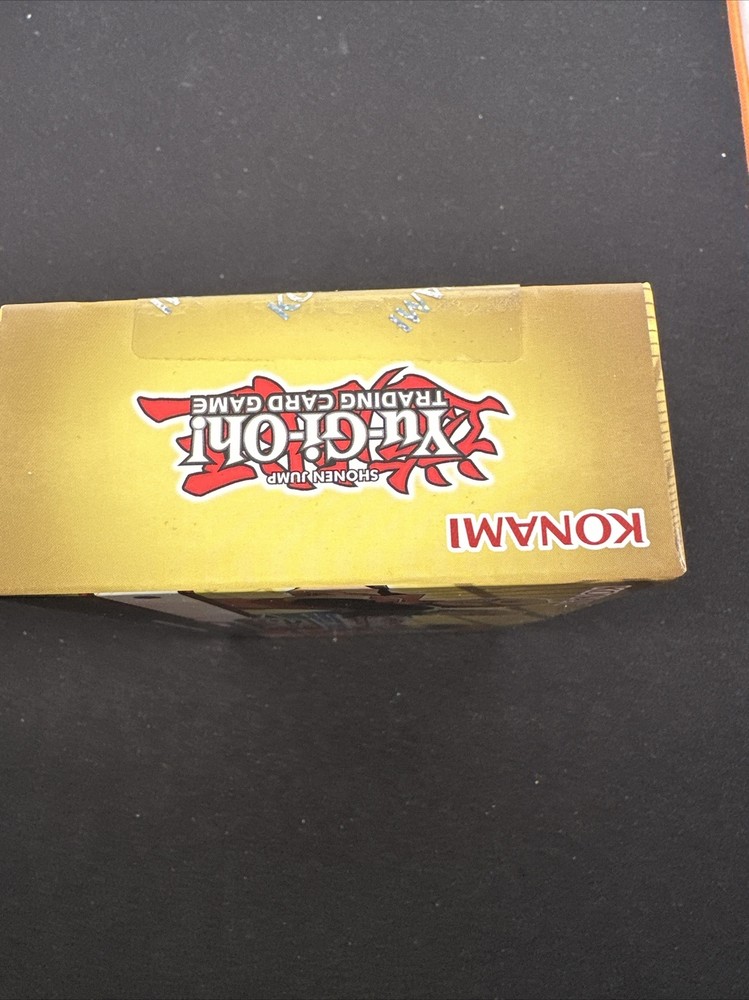 KONAMI
SHONEN JUMP
Yu-Gi-Oh!
TRADING CARD GAME